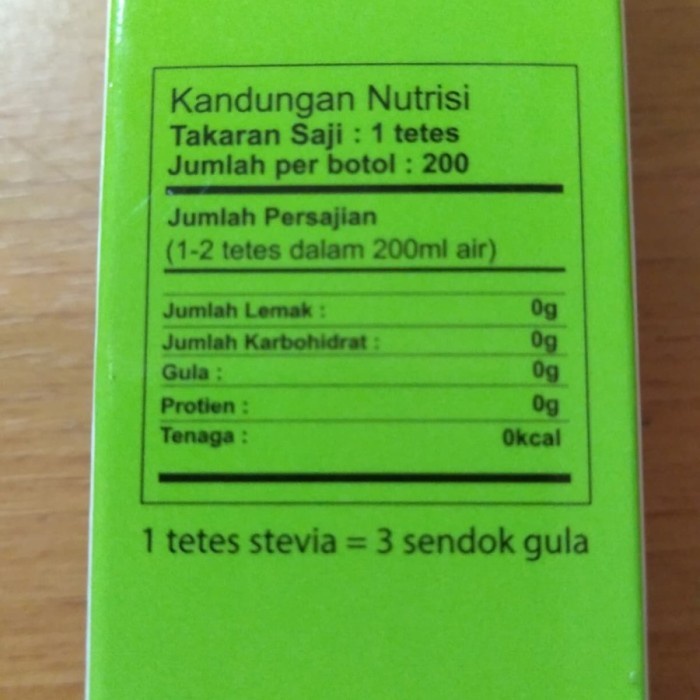 Kandungan Nutrisi
Takaran Saji : 1 tetes
Jumlah per botol : 200
Jumlah Persajian
(1-2 tetes dalam 200ml air)
Jumlah Lemak : 0g
Jumlah Karbohidrat : 0g
Gula : 0g
Protien : 0g
Tenaga : 0kcal
1 tetes stevia = 3 sendok gula